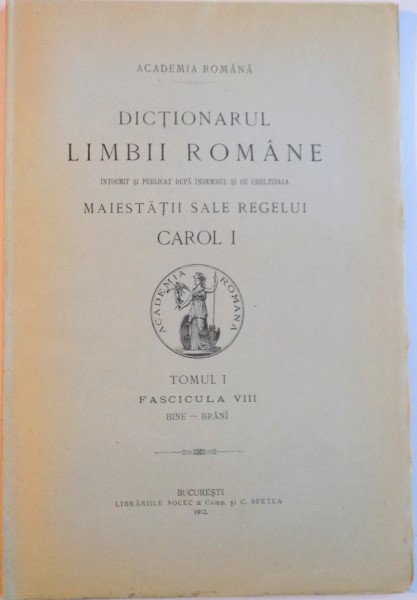 ACADEMIA ROMÂNĂ
DICȚIONARUL
LIMBII ROMÂNE
ÎNTOCMIT ȘI PUBLICAT DUPĂ ÎNDEMNUL ȘI CU CHELTUIALA
MAIESTĂȚII SALE REGELUI
CAROL I
ACADEMIA ROMANA
TOMUL I
FASCICULA VIII
BINE — BRÂNÎ
BUCUREȘTI
LIBRĂRIILE SOCEC & Comp. și C. SFETEA
1912.